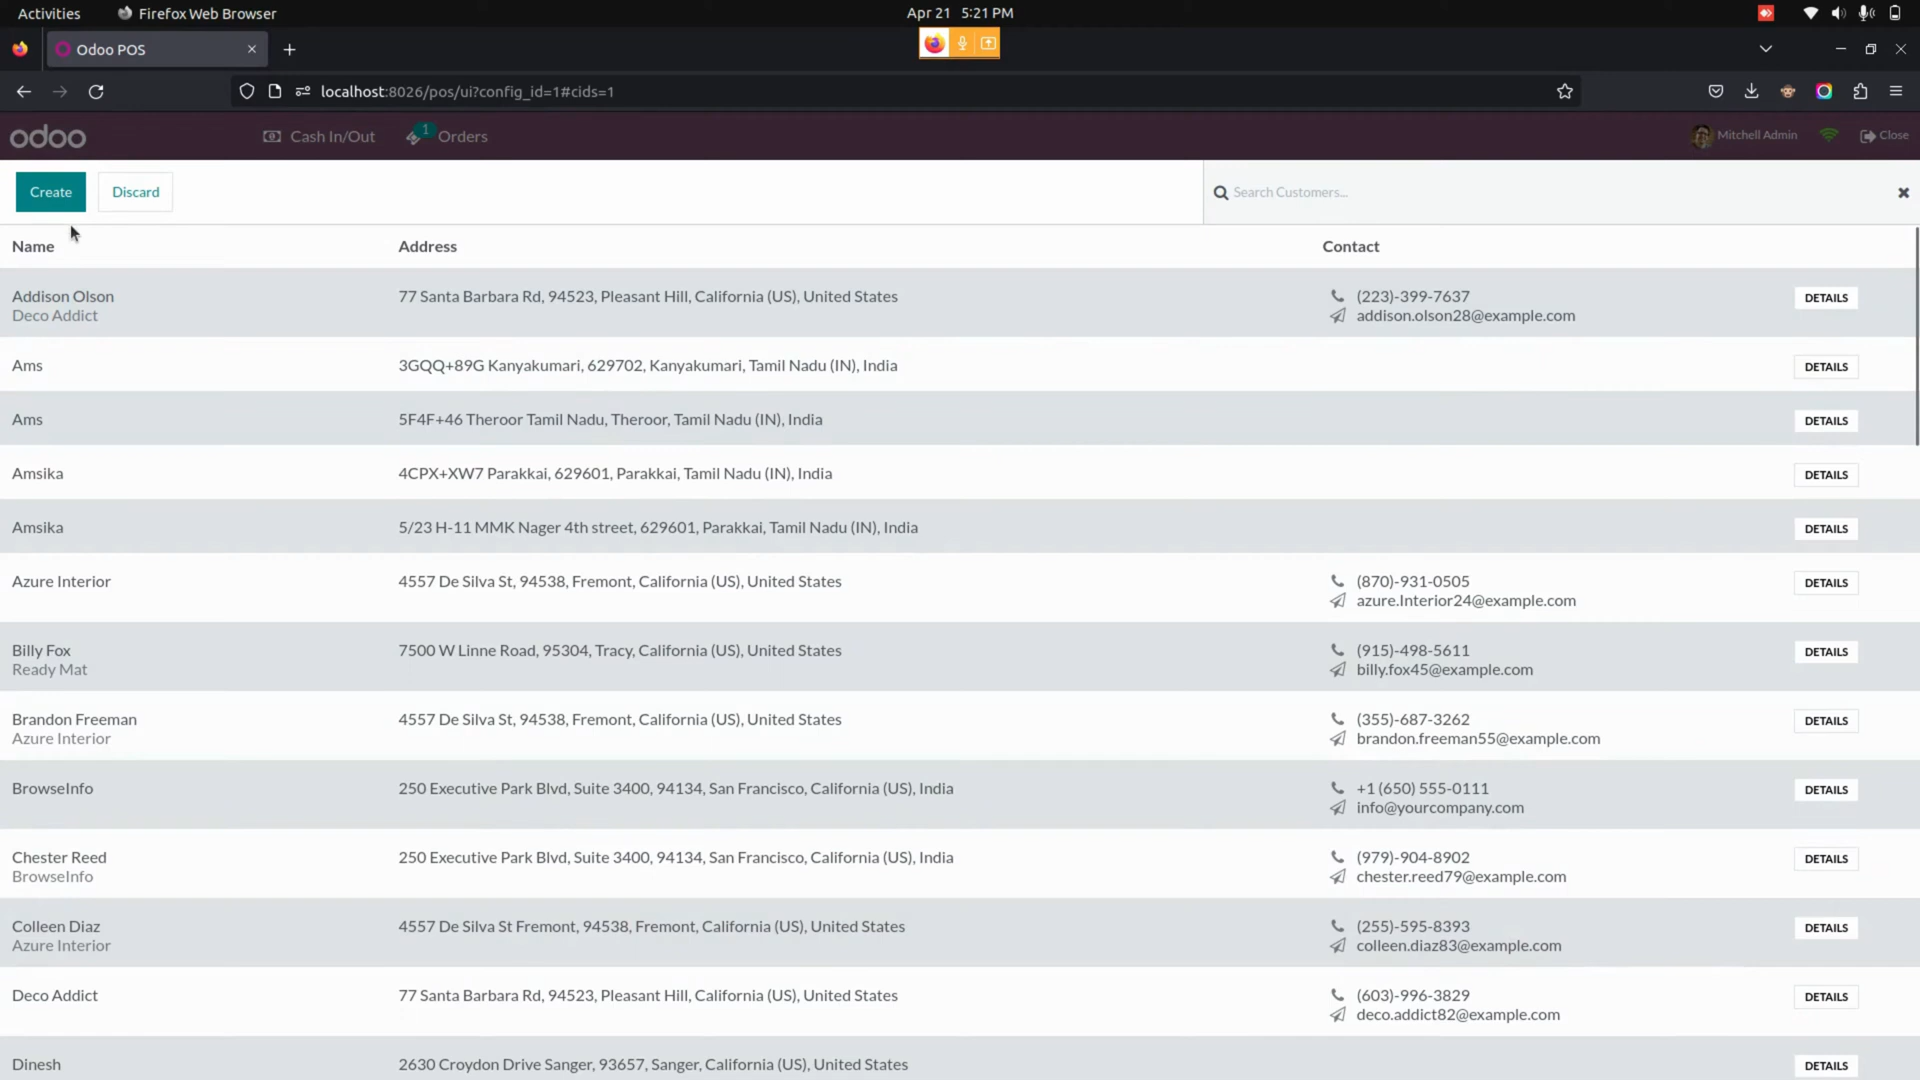 Activities Firefox Web Browser Apr 21 5:21 PM
Odoo POS
localhost:8026/pos/ui?config_id=1#cids=1
odoo Cash In/Out 1 Orders Mitchell Admin Close
Create Discard Search Customers...
Name Address Contact
Addison Olson 77 Santa Barbara Rd, 94523, Pleasant Hill, California (US), United States (223)-399-7637 DETAILS
Deco Addict addison.olson28@example.com
Ams 3GQQ+89G Kanyakumari, 629702, Kanyakumari, Tamil Nadu (IN), India DETAILS
Ams 5F4F+46 Theroor Tamil Nadu, Theroor, Tamil Nadu (IN), India DETAILS
Amsika 4CPX+XW7 Parakkai, 629601, Parakkai, Tamil Nadu (IN), India DETAILS
Amsika 5/23 H-11 MMK Nager 4th street, 629601, Parakkai, Tamil Nadu (IN), India DETAILS
Azure Interior 4557 De Silva St, 94538, Fremont, California (US), United States (870)-931-0505 DETAILS
azure.Interior24@example.com
Billy Fox 7500 W Linne Road, 95304, Tracy, California (US), United States (915)-498-5611 DETAILS
Ready Mat billy.fox45@example.com
Brandon Freeman 4557 De Silva St, 94538, Fremont, California (US), United States (355)-687-3262 DETAILS
Azure Interior brandon.freeman55@example.com
BrowseInfo 250 Executive Park Blvd, Suite 3400, 94134, San Francisco, California (US), India +1 (650) 555-0111 DETAILS
info@yourcompany.com
Chester Reed 250 Executive Park Blvd, Suite 3400, 94134, San Francisco, California (US), India (979)-904-8902 DETAILS
BrowseInfo chester.reed79@example.com
Colleen Diaz 4557 De Silva St Fremont, 94538, Fremont, California (US), United States (255)-595-8393 DETAILS
Azure Interior colleen.diaz83@example.com
Deco Addict 77 Santa Barbara Rd, 94523, Pleasant Hill, California (US), United States (603)-996-3829 DETAILS
deco.addict82@example.com
Dinesh 2630 Croydon Drive Sanger, 93657, Sanger, California (US), United States DETAILS